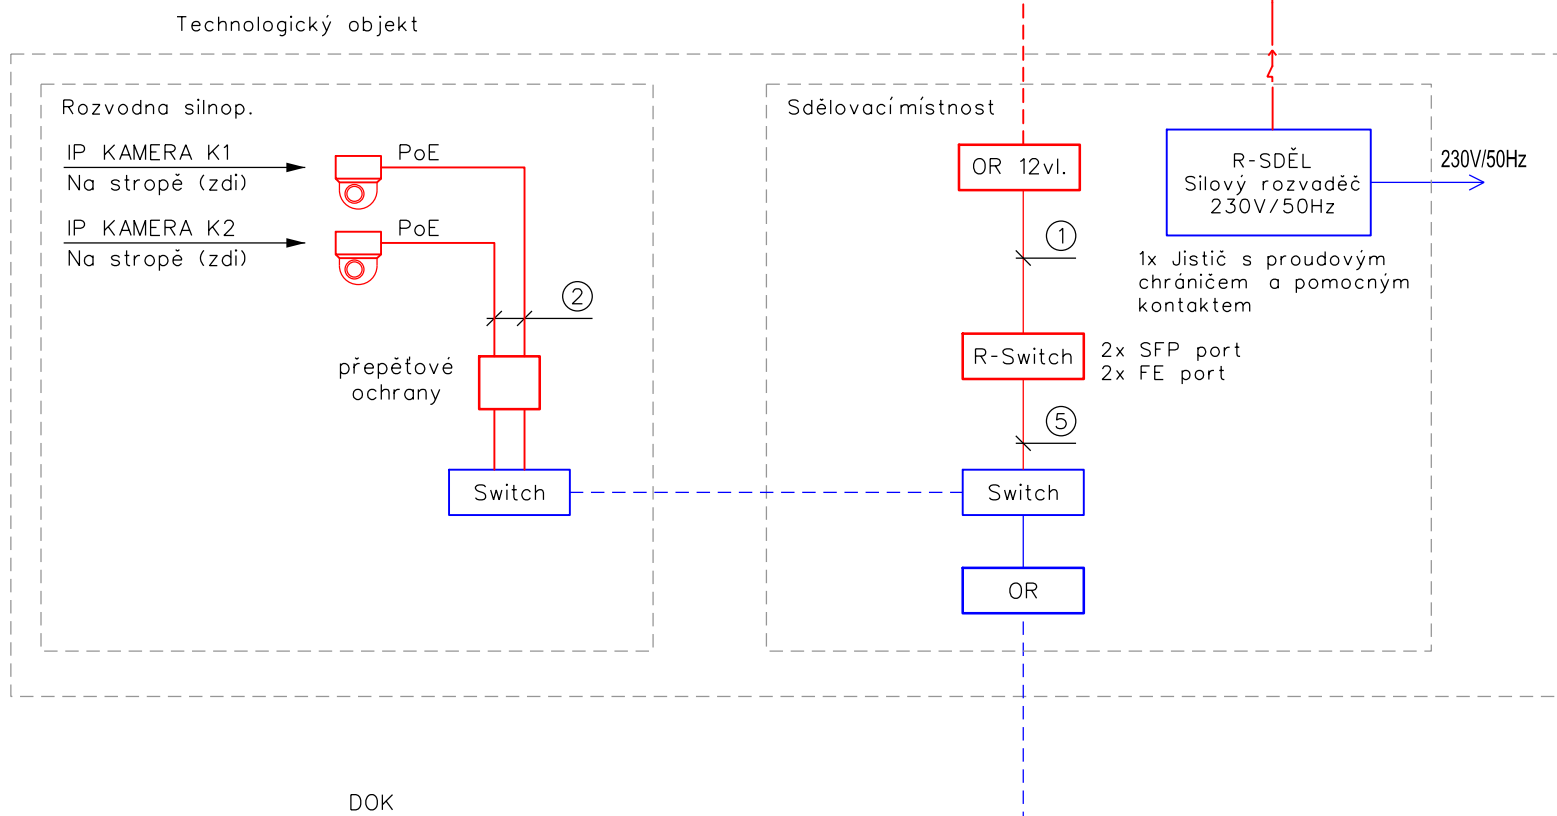 Technologický objekt
Rozvodna silnop.
IP KAMERA K1
Na stropě (zdi)
PoE
IP KAMERA K2
Na stropě (zdi)
PoE
2
přepěťové
ochrany
Switch
Sdělovací místnost
OR 12vl.
1
R-Switch
2x SFP port
2x FE port
5
Switch
OR
R-SDĚL
Silový rozvaděč
230V/50Hz
230V/50Hz
1x Jistič s proudovým
chráničem a pomocným
kontaktem
DOK